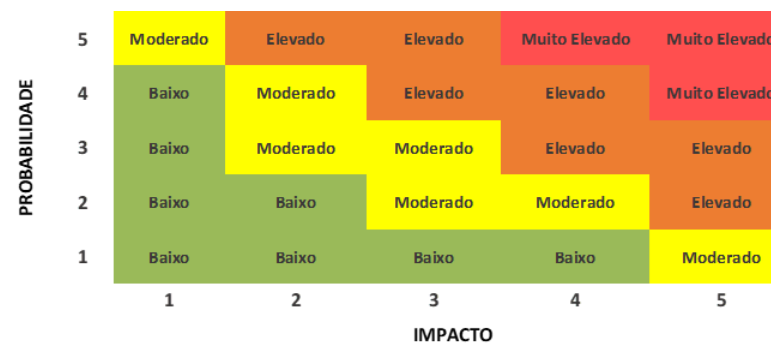 5 Moderado Elevado Elevado Muito Elevado Muito Elevado
PROBABILIDADE
4 Baixo Moderado Elevado Elevado Muito Elevado
3 Baixo Moderado Moderado Elevado Elevado
2 Baixo Baixo Moderado Moderado Elevado
1 Baixo Baixo Baixo Baixo Moderado
1 2 3 4 5
IMPACTO